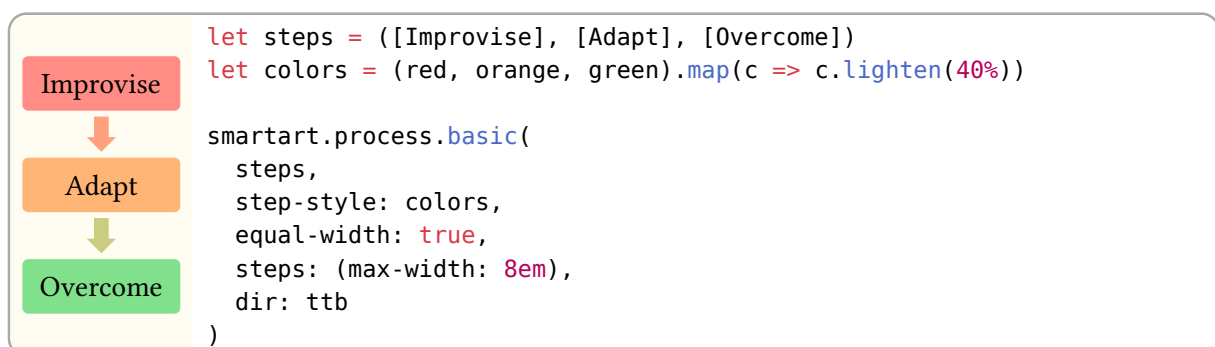 Improvise
Adapt
Overcome
let steps = ([Improvise], [Adapt], [Overcome])
let colors = (red, orange, green).map(c => c.lighten(40%))

smartart.process.basic(
  steps,
  step-style: colors,
  equal-width: true,
  steps: (max-width: 8em),
  dir: ttb
)